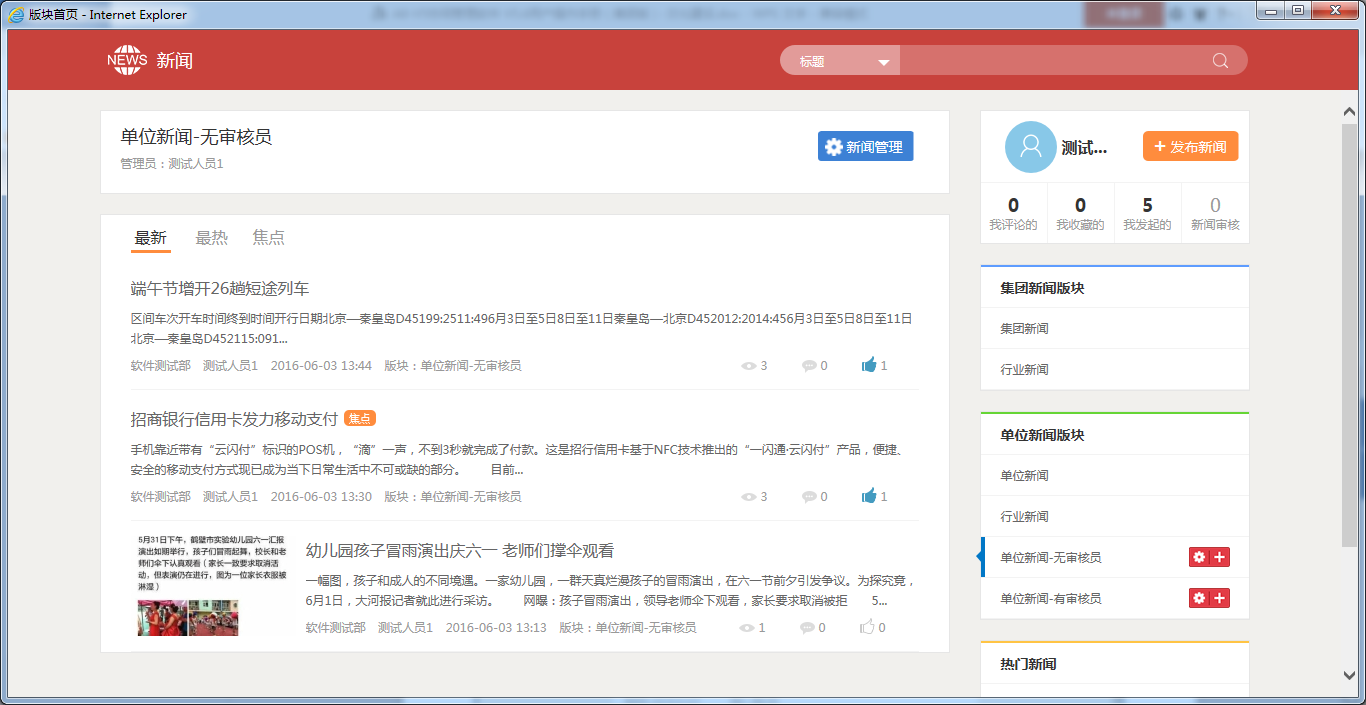 版块首页 - Internet Explorer
NEWS 新闻
标题
单位新闻-无审核员
管理员：测试人员1
新闻管理
测试...
+ 发布新闻
0 0 5 0
我评论的 我收藏的 我发起的 新闻审核
最新 最热 焦点
端午节增开26趟短途列车
区间车次开车时间终到时间开行日期北京—秦皇岛D45199:2511:496月3日至5日8日至11日秦皇岛—北京D452012:2014:456月3日至5日8日至11日
北京—秦皇岛D452115:091...
软件测试部 测试人员1 2016-06-03 13:44 版块：单位新闻-无审核员 3 0 1
招商银行信用卡发力移动支付 焦点
手机靠近带有“云闪付”标识的POS机，“滴”一声，不到3秒就完成了付款。这是招行信用卡基于NFC技术推出的“一闪通·云闪付”产品，便捷、
安全的移动支付方式现已成为当下日常生活中不可或缺的部分。 目前...
软件测试部 测试人员1 2016-06-03 13:30 版块：单位新闻-无审核员 3 0 1
5月31日下午，鹤壁市实验幼儿园六一汇报
演出如期举行，孩子们冒雨起舞，校长和老
师们伞下认真观看（家长一致要求取消活
动，但表演仍在进行，图为一位家长衣服被
淋湿）
幼儿园孩子冒雨演出庆六一 老师们撑伞观看
一幅图，孩子和成人的不同境遇。一家幼儿园，一群天真烂漫孩子的冒雨演出，在六一节前夕引发争议。为探究竟，
6月1日，大河报记者就此进行采访。 网曝：孩子冒雨演出，领导老师伞下观看，家长要求取消被拒 5...
软件测试部 测试人员1 2016-06-03 13:13 版块：单位新闻-无审核员 1 0 0
集团新闻版块
集团新闻
行业新闻
单位新闻版块
单位新闻
行业新闻
单位新闻-无审核员
单位新闻-有审核员
热门新闻